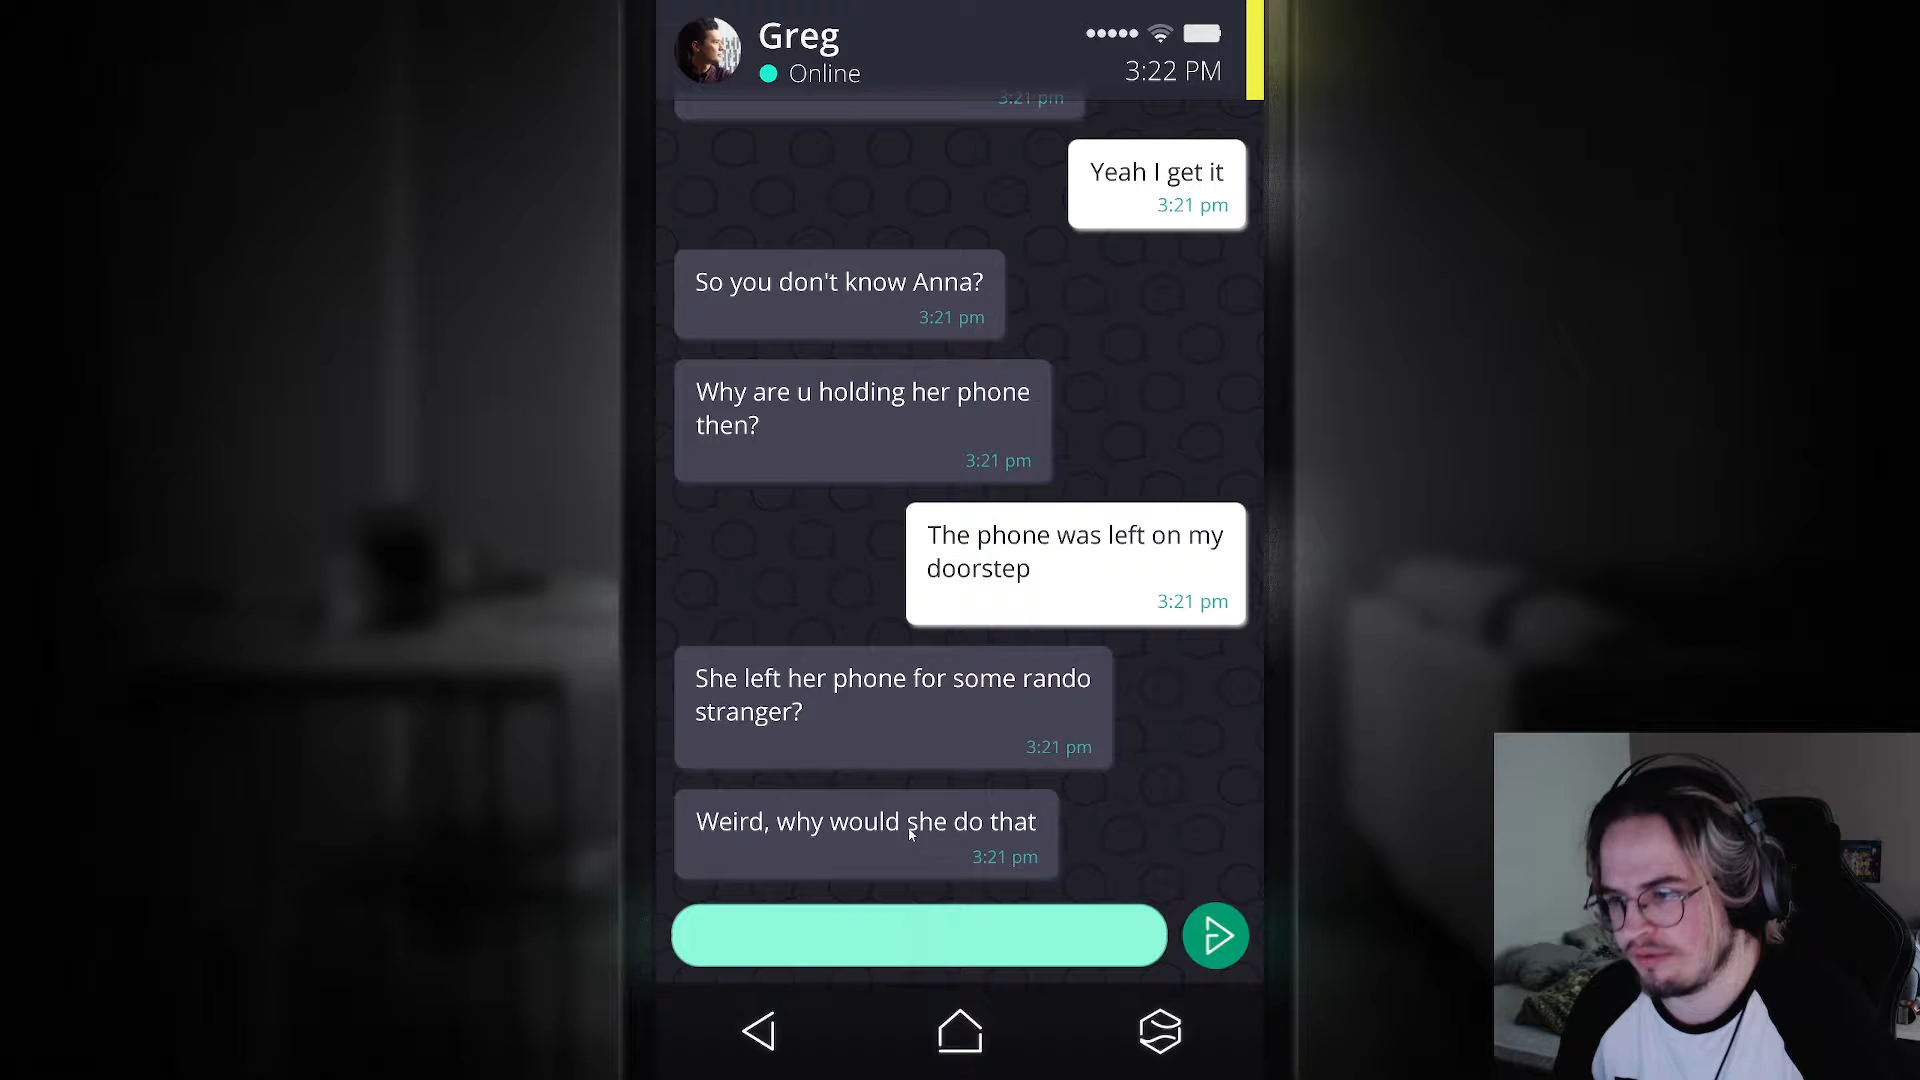 Greg
Online
3:22 PM
3:21 pm
Yeah I get it
3:21 pm
So you don't know Anna?
3:21 pm
Why are u holding her phone
then?
3:21 pm
The phone was left on my
doorstep
3:21 pm
She left her phone for some rando
stranger?
3:21 pm
Weird, why would she do that
3:21 pm